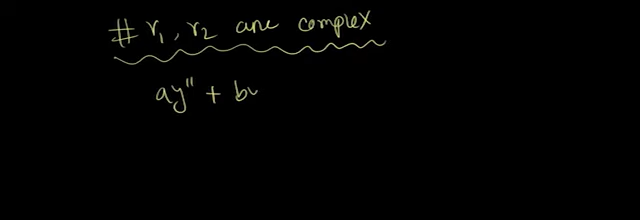 # r₁, r₂ are complex
ay" + b